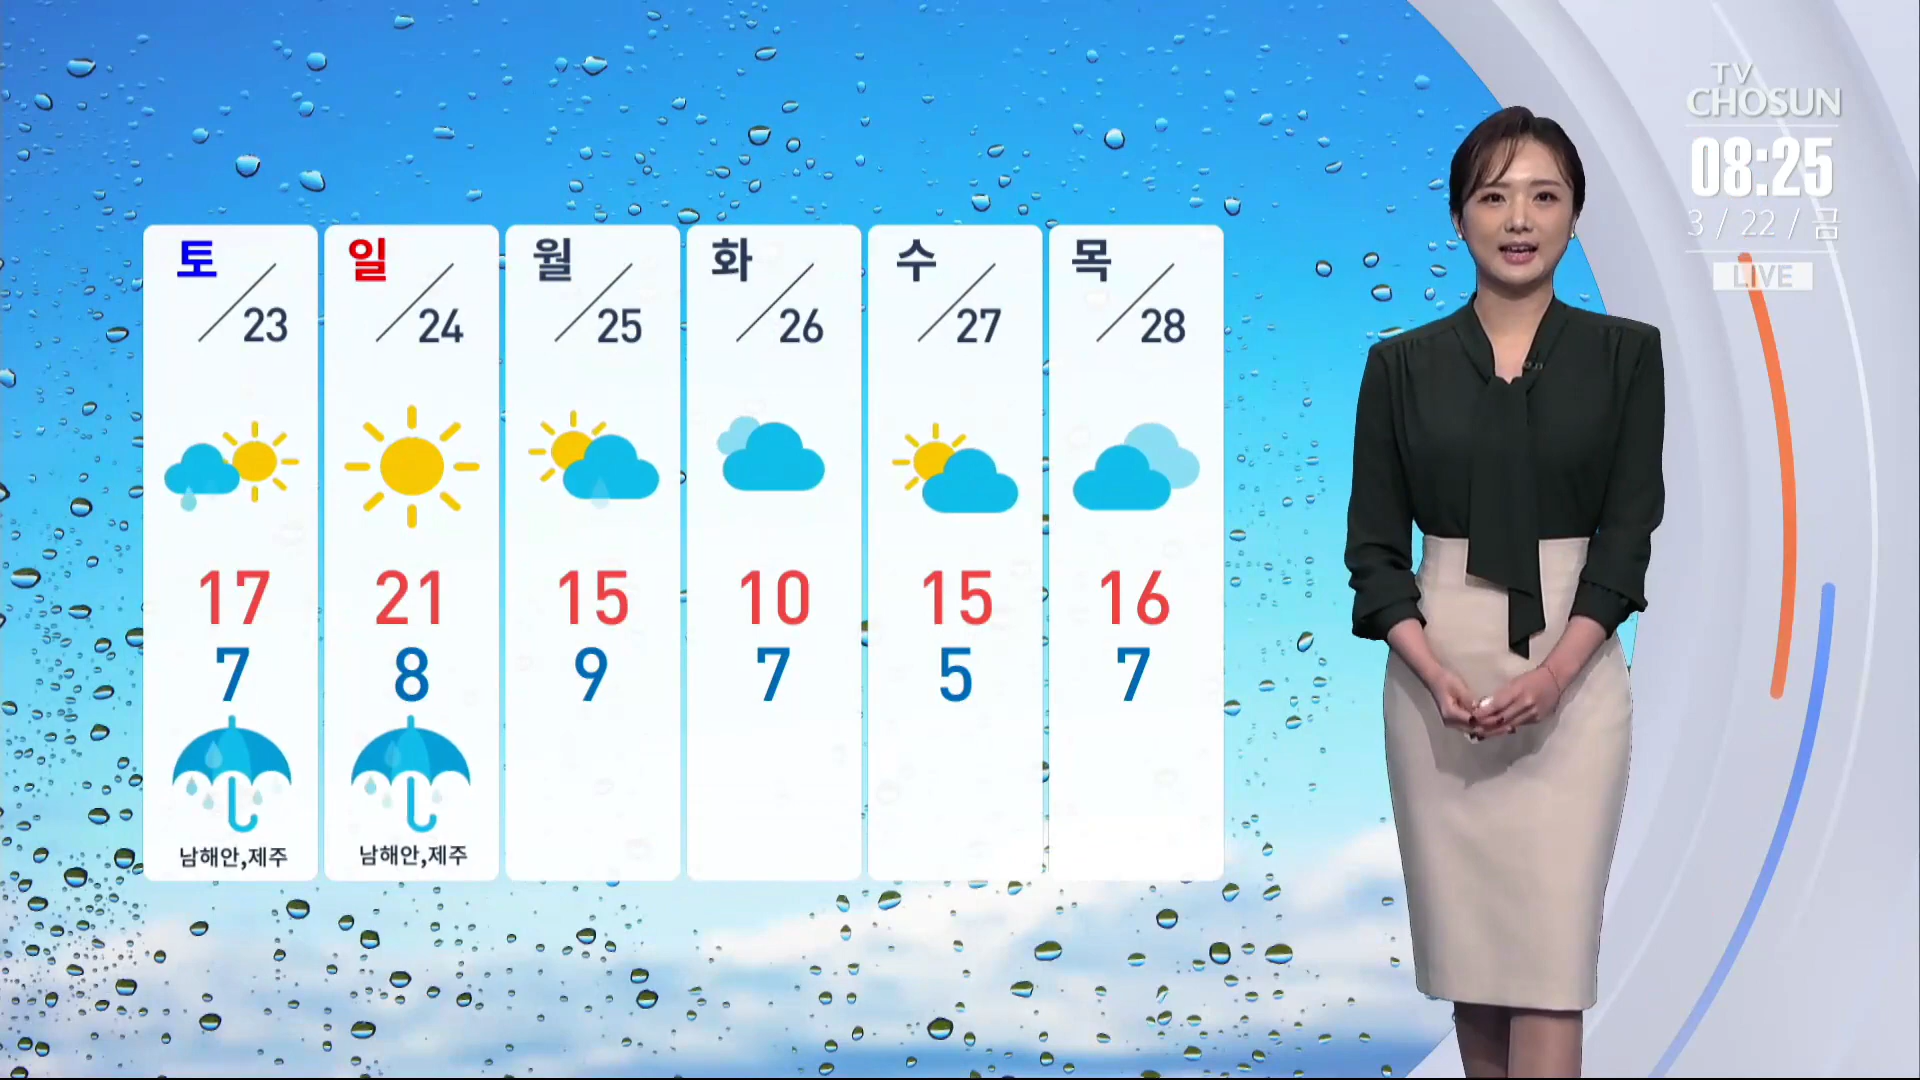 토/23
일/24
월/25
화/26
수/27
목/28
17
21
15
10
15
16
7
8
9
7
5
7
남해안,제주
남해안,제주
TV
CHOSUN
08:25
3 / 22 / 금
LIVE